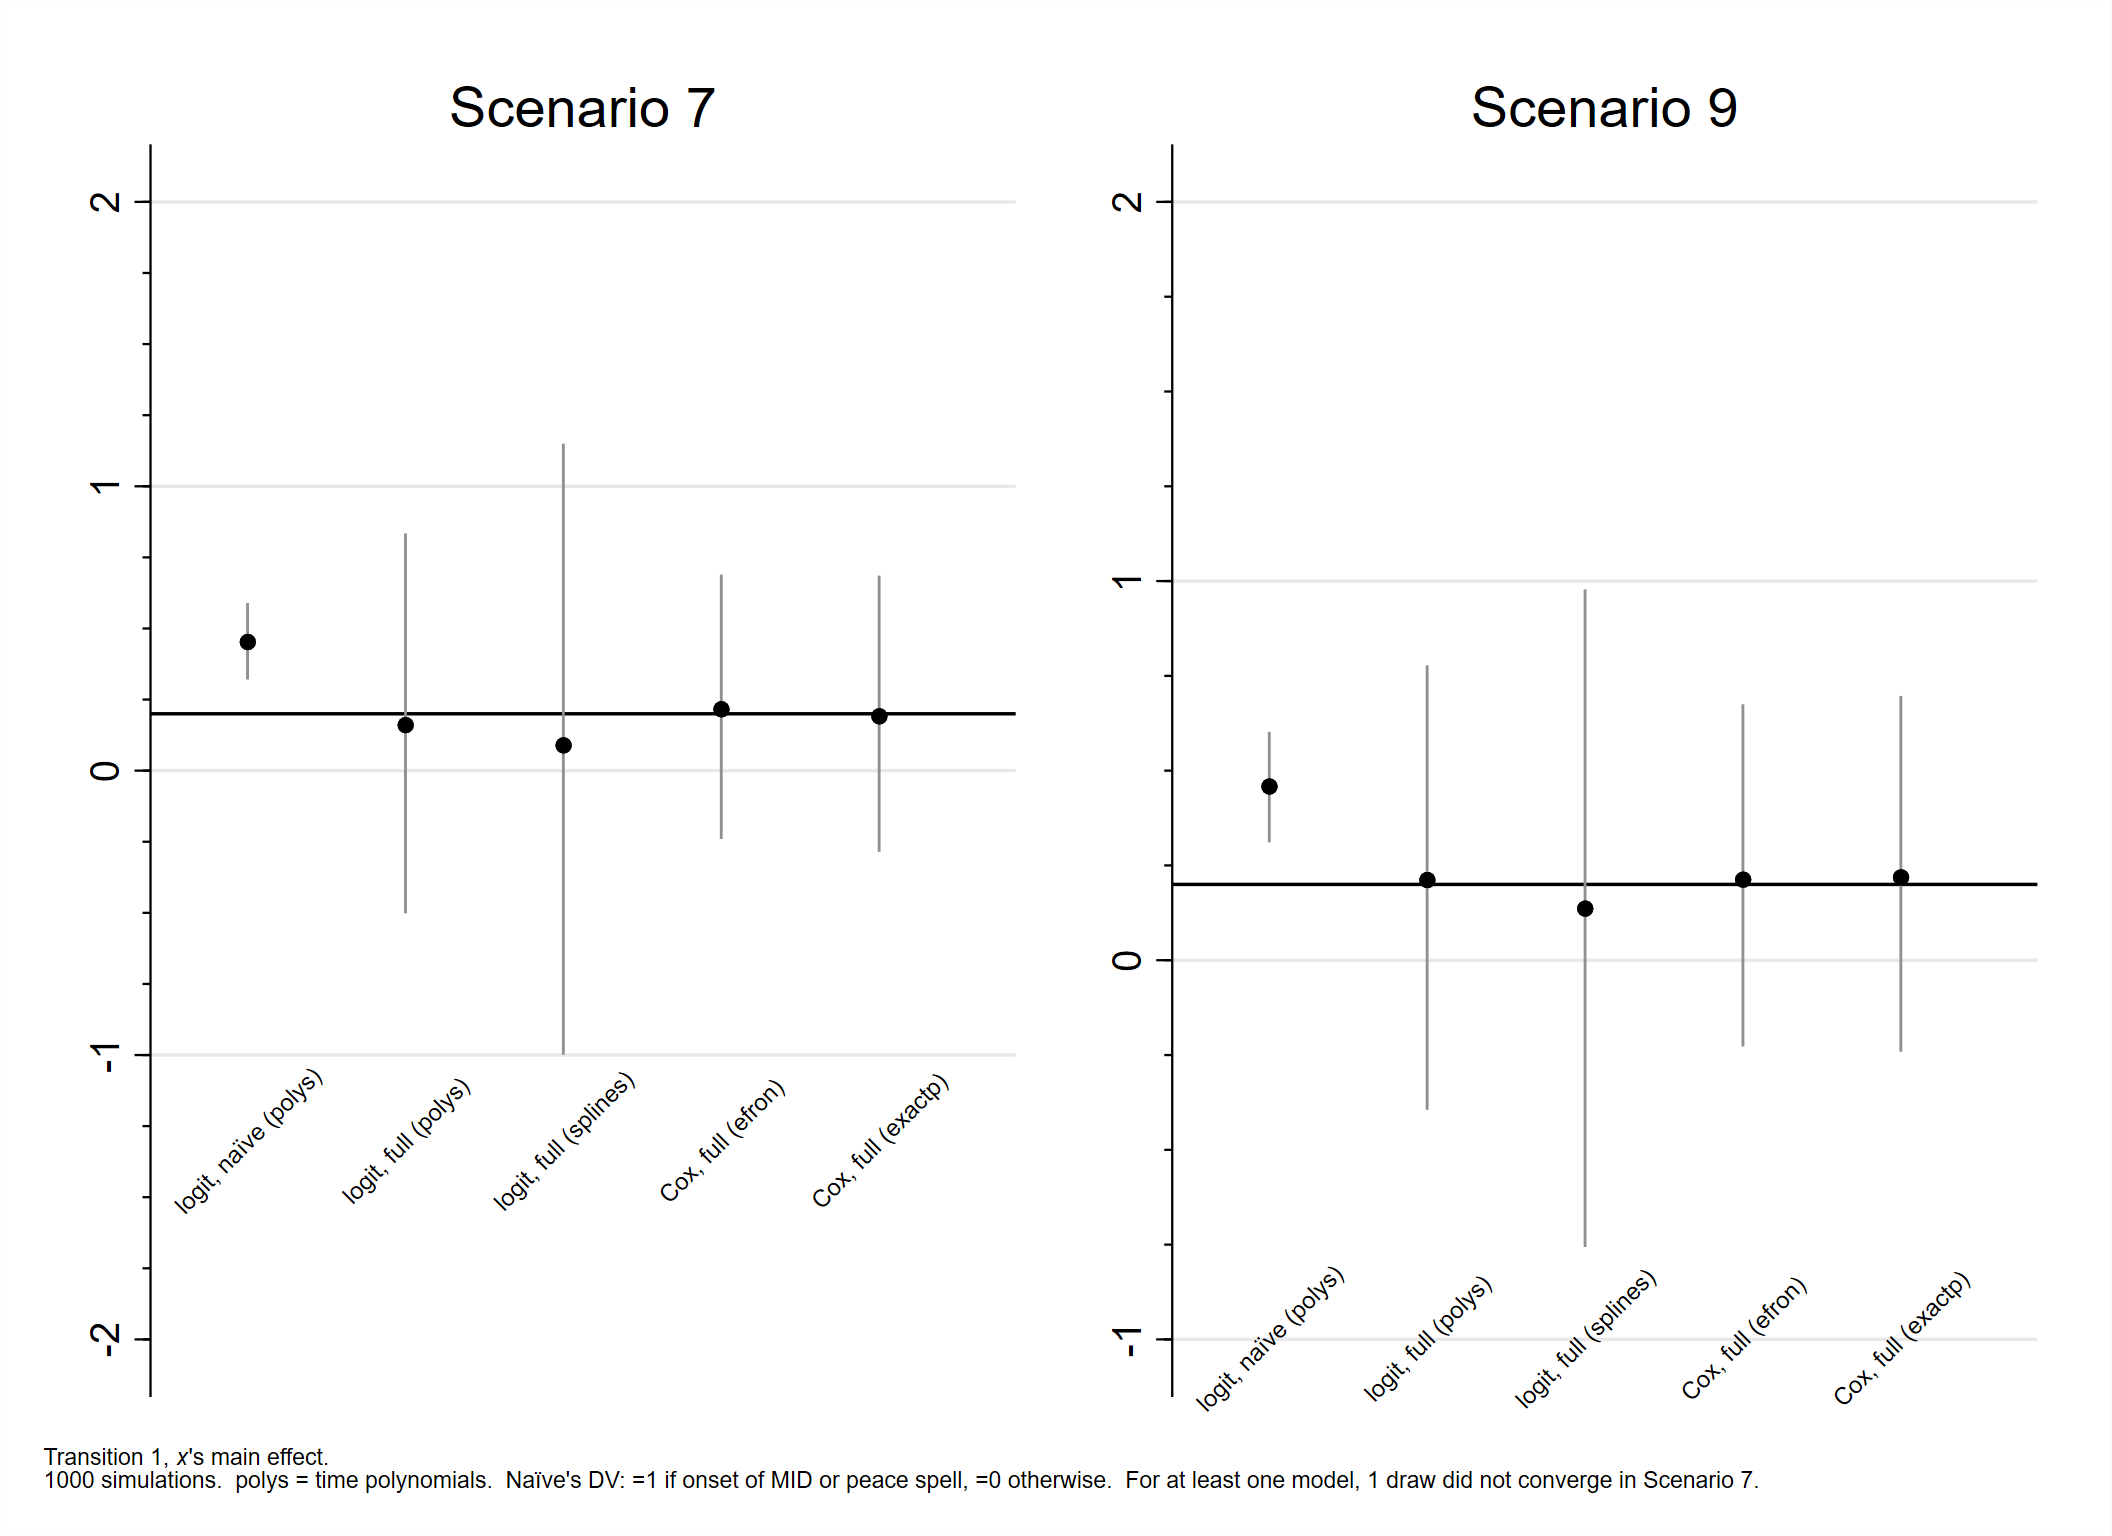 Scenario 7
2
1
0
-1
-2
logit, naïve (polys)
logit, full (polys)
logit, full (splines)
Cox, full (efron)
Cox, full (exactp)
Scenario 9
2
1
0
-1
logit, naïve (polys)
logit, full (polys)
logit, full (splines)
Cox, full (efron)
Cox, full (exactp)
Transition 1, x's main effect.
1000 simulations.  polys = time polynomials.  Naïve's DV: =1 if onset of MID or peace spell, =0 otherwise.  For at least one model, 1 draw did not converge in Scenario 7.